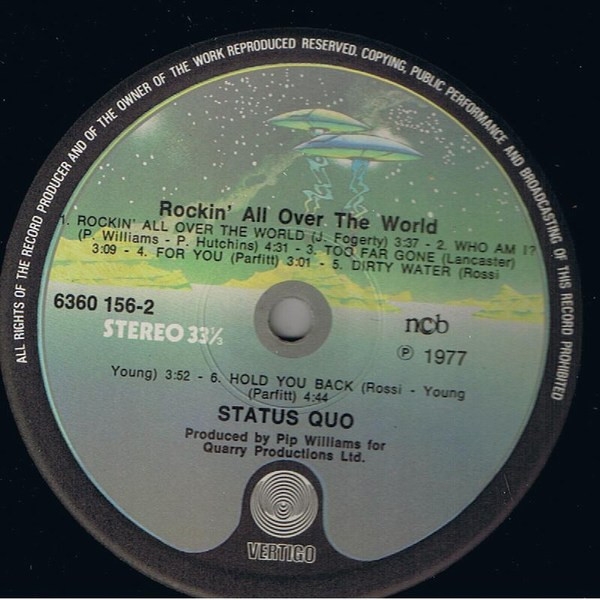 ALL RIGHTS OF THE RECORD PRODUCER AND OF THE OWNER OF THE WORK REPRODUCED RESERVED. COPYING, PUBLIC PERFORMANCE AND BROADCASTING OF THIS RECORD PROHIBITED
Rockin' All Over The World
1. ROCKIN' ALL OVER THE WORLD (J. Fogerty) 3:37 - 2. WHO AM I?
(P. Williams - P. Hutchins) 4:31 - 3. TOO FAR GONE (Lancaster)
3:09 - 4. FOR YOU (Parfitt) 3:01 - 5. DIRTY WATER (Rossi
6360 156-2
STEREO 33⅓
ncb
℗ 1977
Young) 3:52 - 6. HOLD YOU BACK (Rossi - Young
(Parfitt) 4:44
STATUS QUO
Produced by Pip Williams for
Quarry Productions Ltd.
VERTIGO